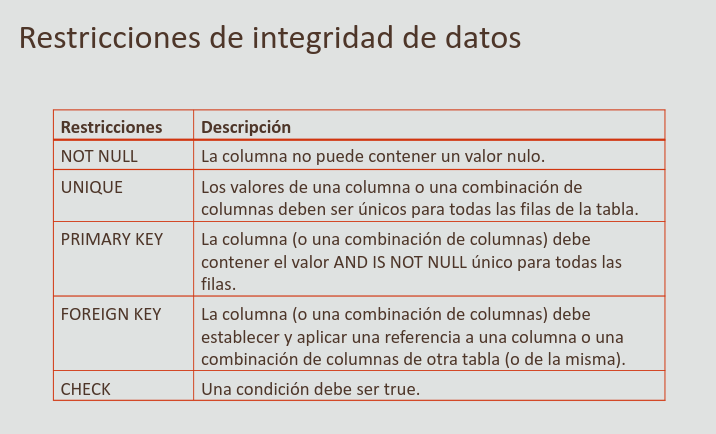 Restricciones de integridad de datos
Restricciones Descripción
NOT NULL La columna no puede contener un valor nulo.
UNIQUE Los valores de una columna o una combinación de
columnas deben ser únicos para todas las filas de la tabla.
PRIMARY KEY La columna (o una combinación de columnas) debe
contener el valor AND IS NOT NULL único para todas las
filas.
FOREIGN KEY La columna (o una combinación de columnas) debe
establecer y aplicar una referencia a una columna o una
combinación de columnas de otra tabla (o de la misma).
CHECK Una condición debe ser true.